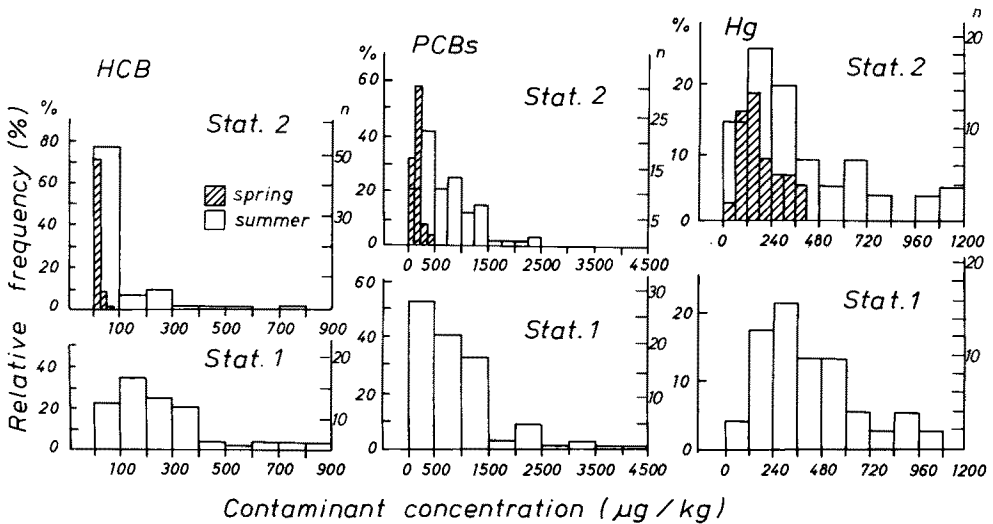 HCB
Stat. 2
%
80
60
40
20
0
n
50
30
spring
summer
100 300 500 700 900
PCBs
Stat. 2
%
60
40
20
0
n
25
15
5
0 500 1500 2500 3500 4500
Hg
Stat. 2
%
20
10
0
n
20
10
0 240 480 720 960 1200
Stat. 1
40
20
0
20
10
100 300 500 700 900
Stat. 1
60
40
20
0
30
20
10
0 500 1500 2500 3500 4500
Stat. 1
20
10
0
20
10
0 240 480 720 960 1200
Relative frequency (%)
Contaminant concentration (µg / kg)